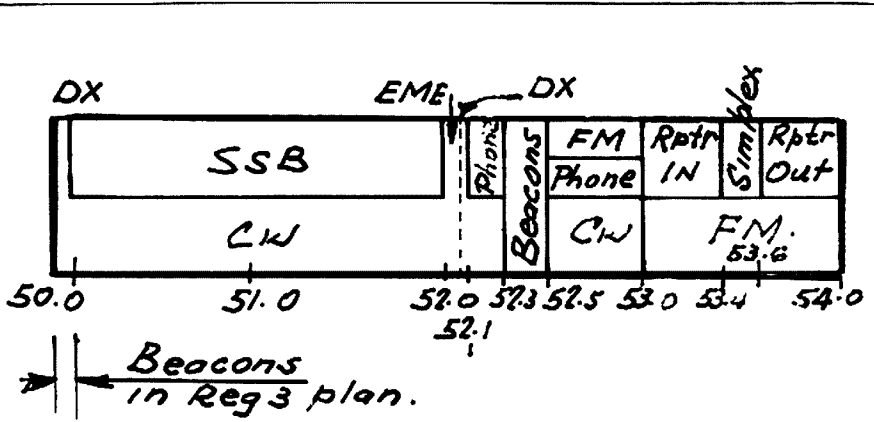 DX EME DX
SSB Phone Beacons FM Phone Rptr IN Simplex Rptr Out
CW CW FM.
53.6
50.0 51.0 52.0 52.3 52.5 53.0 53.4 54.0
52.1
Beacons
in Reg 3 plan.